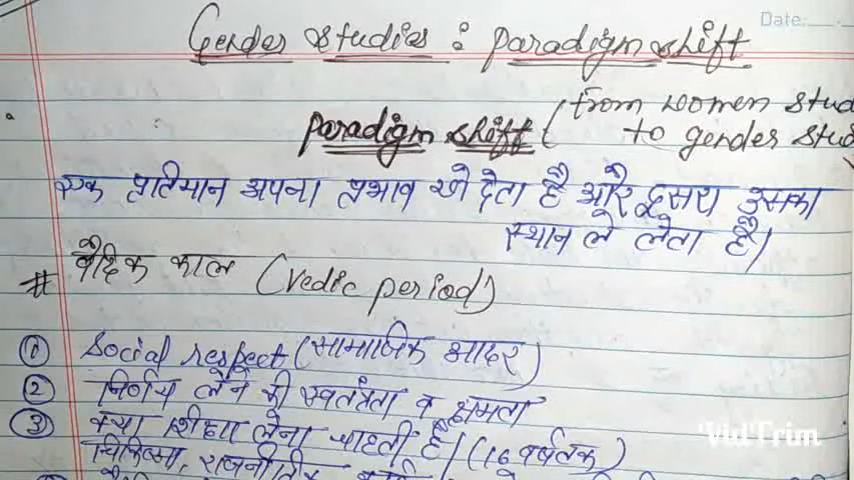 Date:
Gender studies : paradigm shift
paradigm shift (from women stud
to gender stud
एक प्रतिमान अपना प्रभाव खो देता है और दूसरा उसका
स्थान ले लेता है।
# वैदिक काल (Vedic period)
① Social respect (सामाजिक आदर)
② निर्णय लेने की स्वतंत्रता व क्षमता
③ क्या शिक्षा लेना चाहती है। (16 वर्ष तक)
चिकित्सा, राजनीति
VidTrim